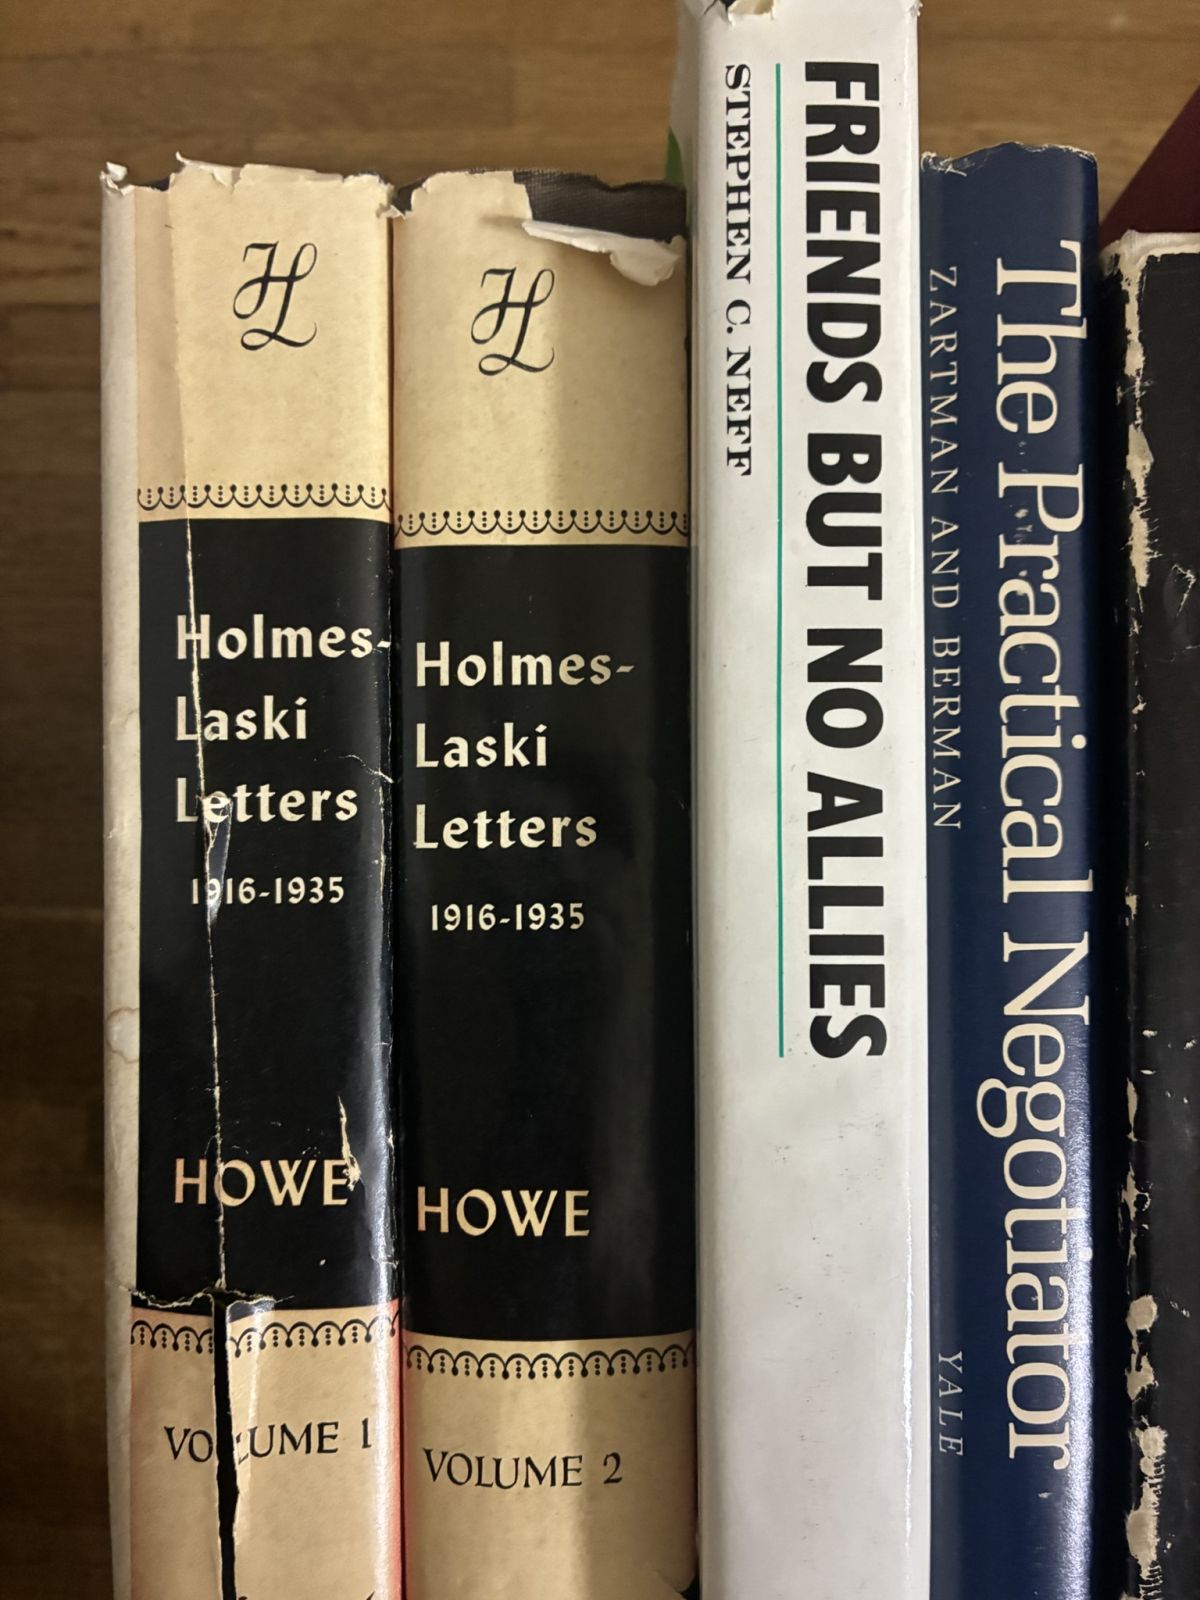 HL
Holmes-
Laski
Letters
1916-1935
HOWE
VOLUME 1
HL
Holmes-
Laski
Letters
1916-1935
HOWE
VOLUME 2
FRIENDS BUT NO ALLIES
STEPHEN C. NEFF
The Practical Negotiator
ZARTMAN AND BERMAN
YALE